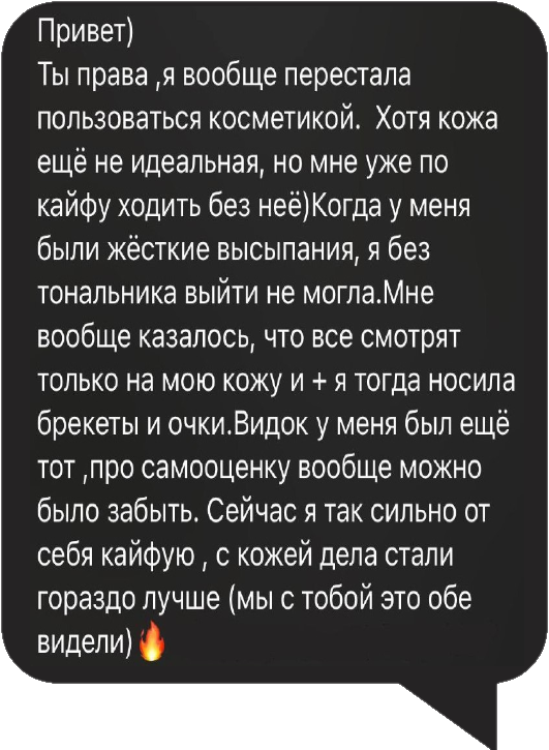 Привет)
Ты права ,я вообще перестала
пользоваться косметикой.  Хотя кожа
ещё не идеальная, но мне уже по
кайфу ходить без неё)Когда у меня
были жёсткие высыпания, я без
тональника выйти не могла.Мне
вообще казалось, что все смотрят
только на мою кожу и + я тогда носила
брекеты и очки.Видок у меня был ещё
тот ,про самооценку вообще можно
было забыть. Сейчас я так сильно от
себя кайфую , с кожей дела стали
гораздо лучше (мы с тобой это обе
видели)🔥